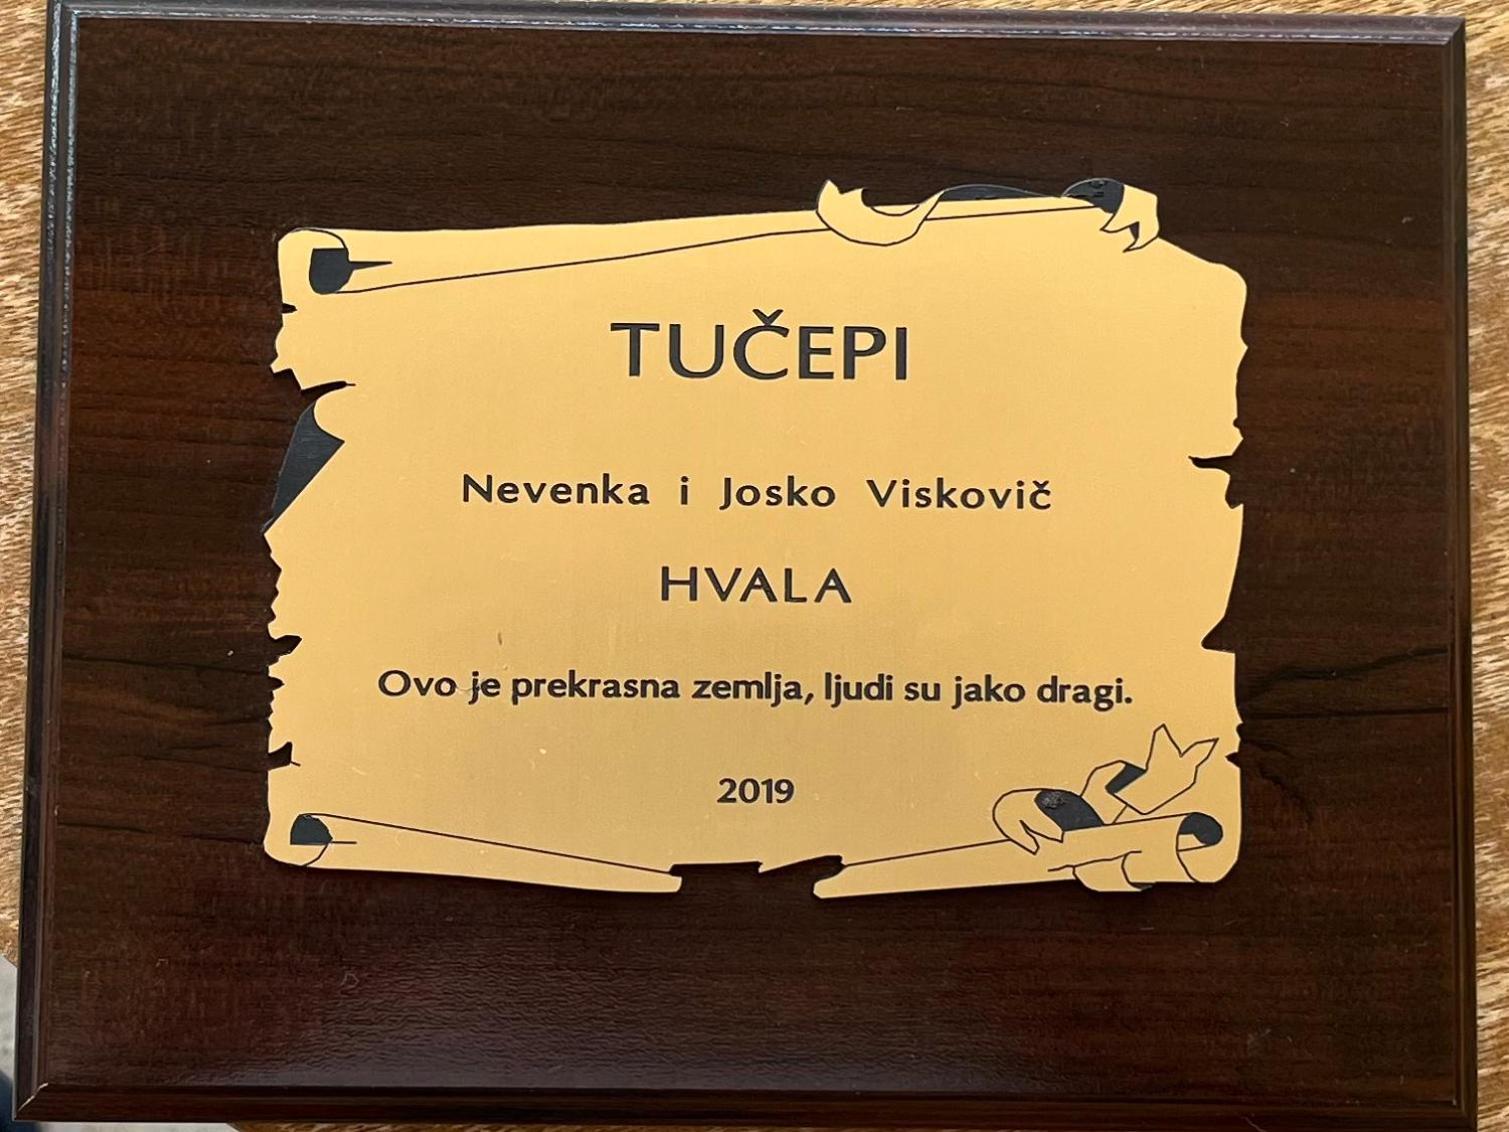 TUČEPI
Nevenka i Josko Viskovič
HVALA
Ovo je prekrasna zemlja, ljudi su jako dragi.
2019